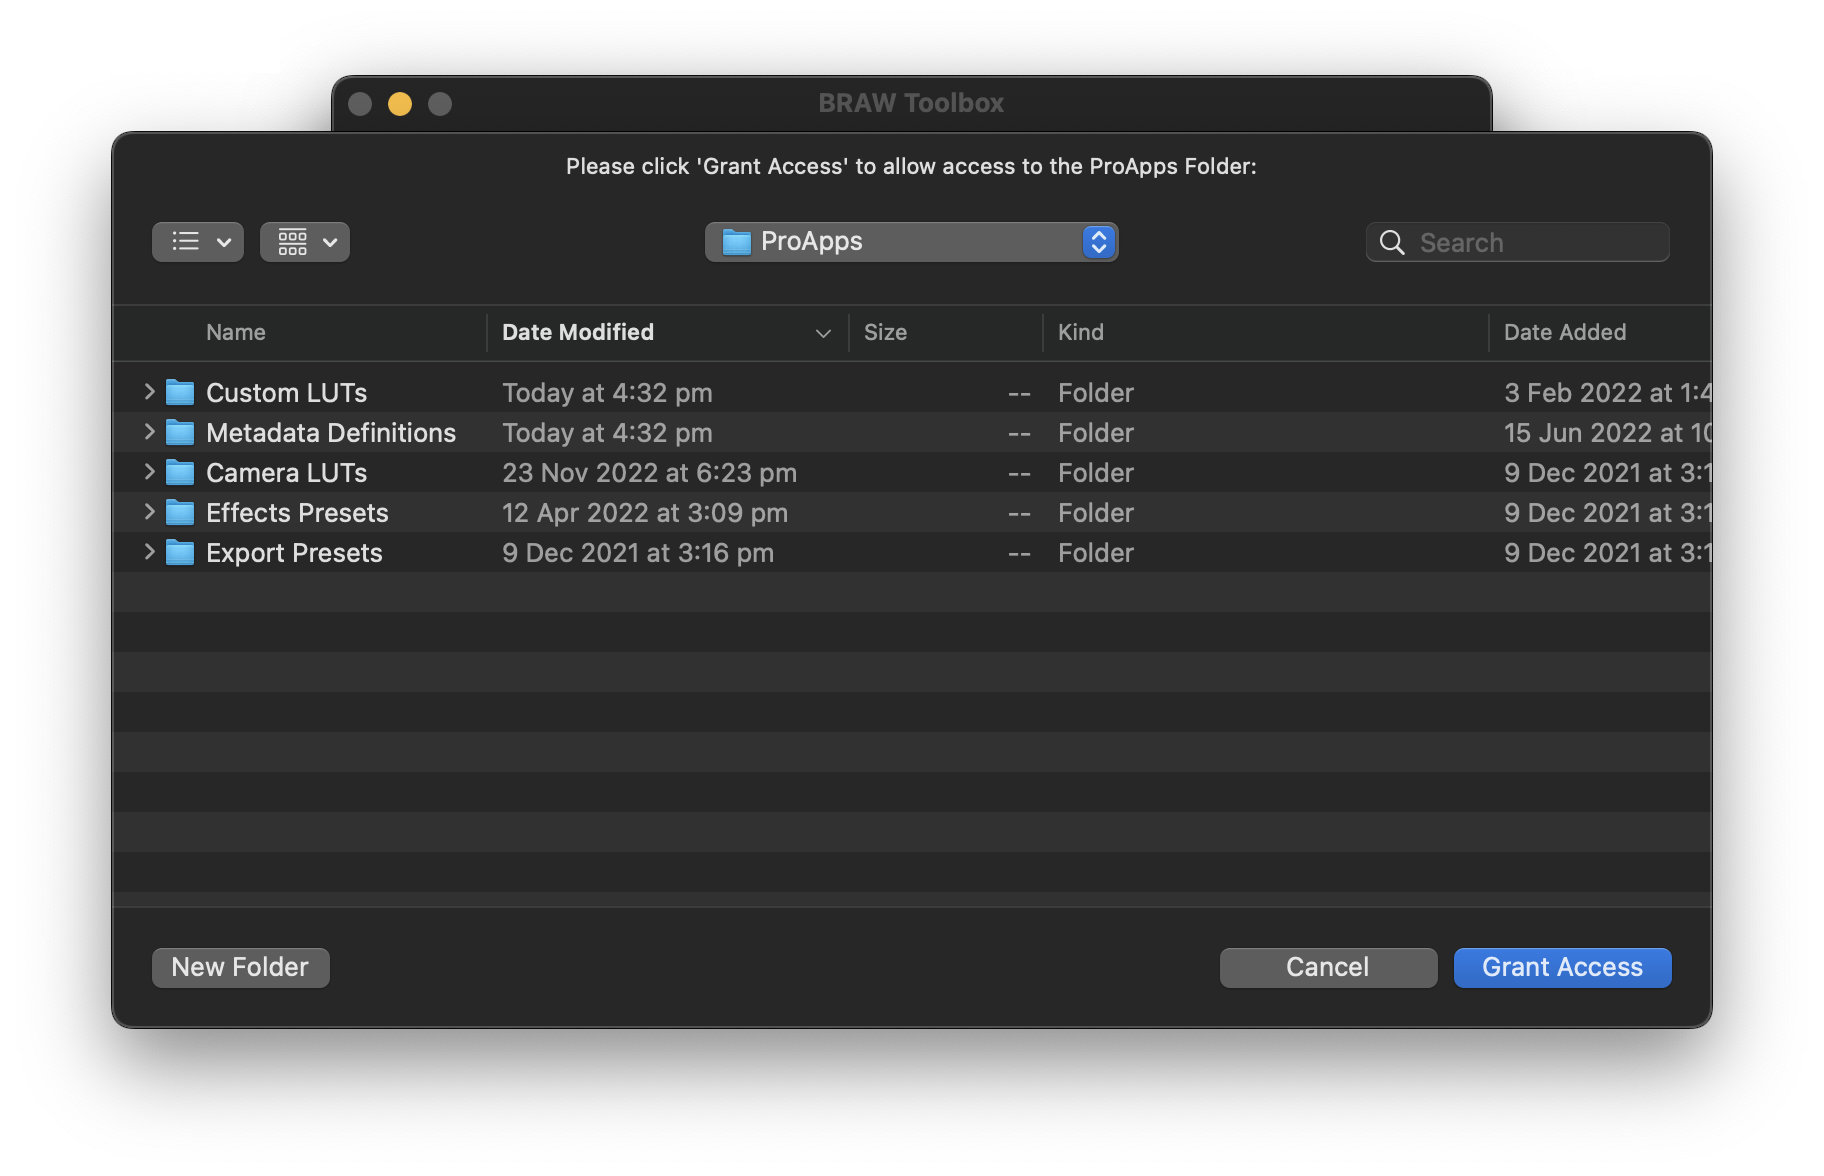 BRAW Toolbox
Please click 'Grant Access' to allow access to the ProApps Folder:
ProApps
Search
Name Date Modified Size Kind Date Added
Custom LUTs Today at 4:32 pm -- Folder 3 Feb 2022 at 1:4
Metadata Definitions Today at 4:32 pm -- Folder 15 Jun 2022 at 10
Camera LUTs 23 Nov 2022 at 6:23 pm -- Folder 9 Dec 2021 at 3:1
Effects Presets 12 Apr 2022 at 3:09 pm -- Folder 9 Dec 2021 at 3:1
Export Presets 9 Dec 2021 at 3:16 pm -- Folder 9 Dec 2021 at 3:1
New Folder Cancel Grant Access